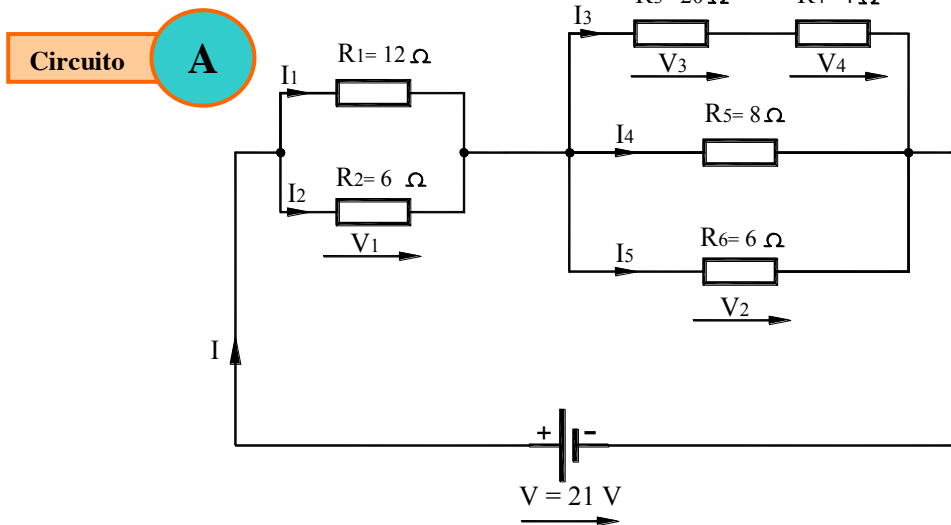 I3
Circuito
A
R1= 12 Ω
V3
V4
I1
R5= 8 Ω
I4
R2= 6 Ω
I2
V1
R6= 6 Ω
I5
V2
I
+ -
V = 21 V